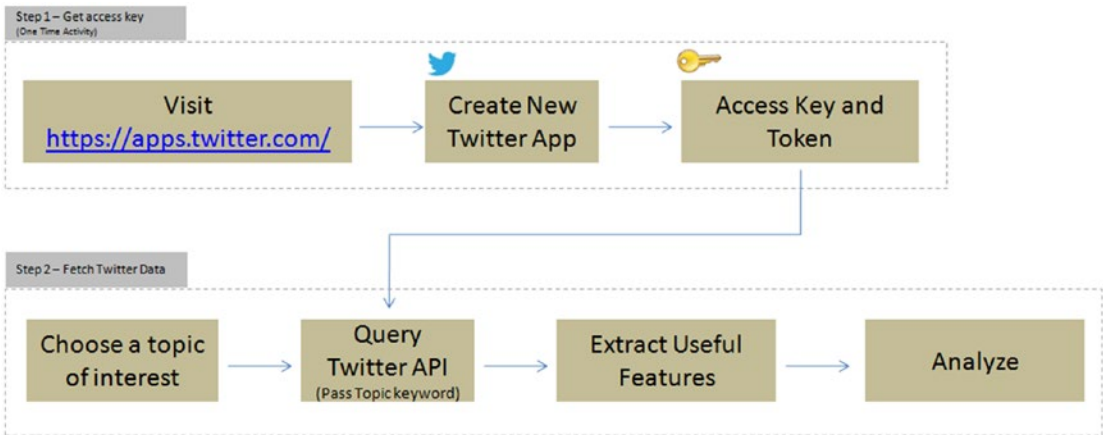 Step 1 – Get access key
(One Time Activity)
Visit
https://apps.twitter.com/
Create New
Twitter App
Access Key and
Token
Step 2 – Fetch Twitter Data
Choose a topic
of interest
Query
Twitter API
(Pass Topic keyword)
Extract Useful
Features
Analyze